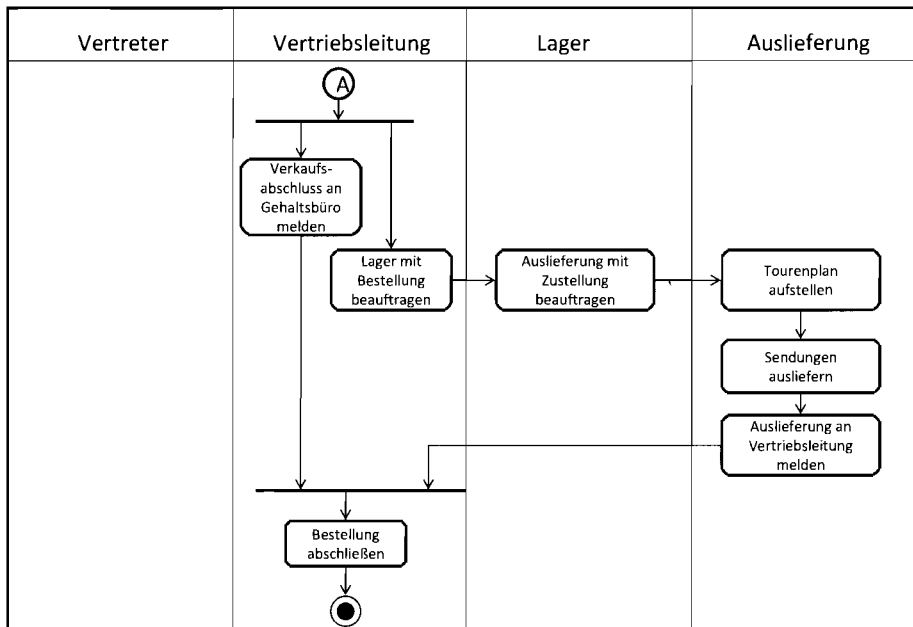 Vertreter
Vertriebsleitung
Lager
Auslieferung
A
Verkaufs-
abschluss an
Gehaltsbüro
melden
Lager mit
Bestellung
beauftragen
Auslieferung mit
Zustellung
beauftragen
Tourenplan
aufstellen
Sendungen
ausliefern
Auslieferung an
Vertriebsleitung
melden
Bestellung
abschließen